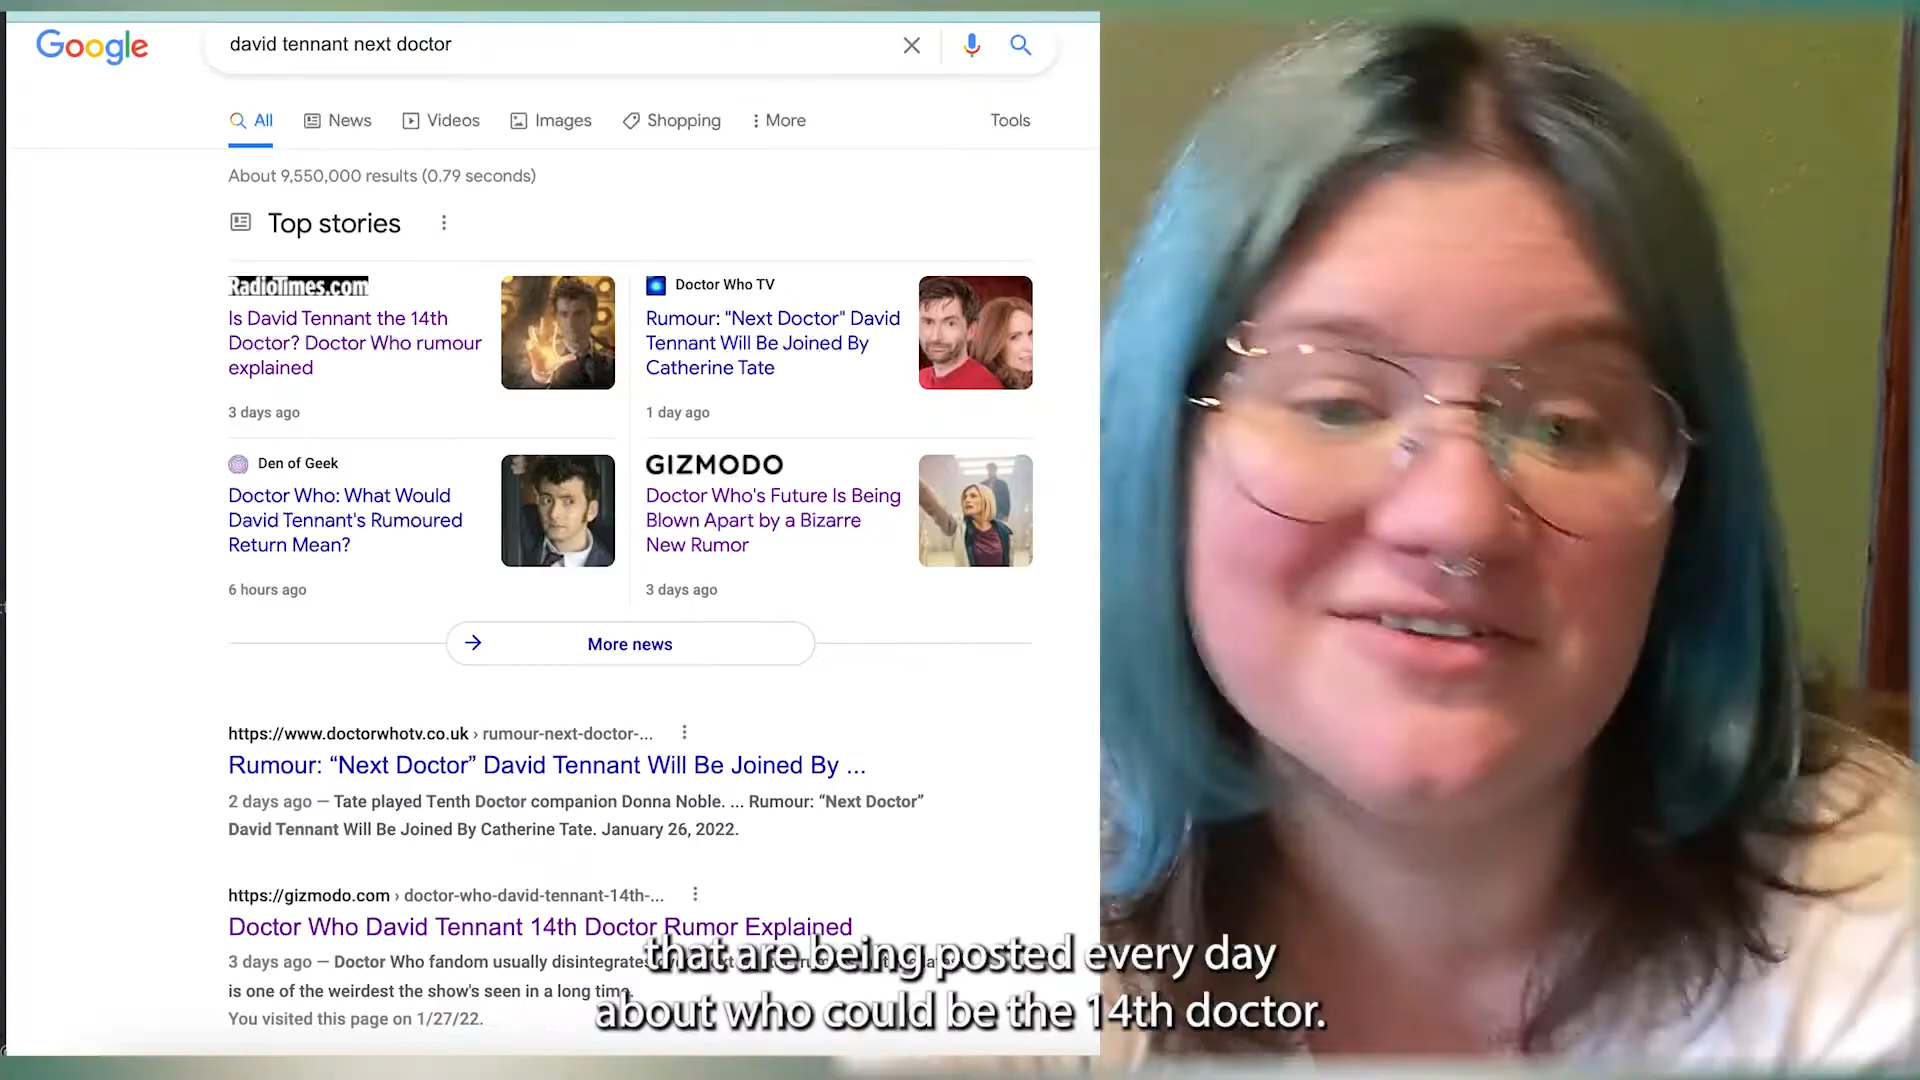 Google
david tennant next doctor
All
News
Videos
Images
Shopping
More
Tools
About 9,550,000 results (0.79 seconds)
Top stories
RadioTimes.com
Is David Tennant the 14th
Doctor? Doctor Who rumour
explained
3 days ago
Doctor Who TV
Rumour: "Next Doctor" David
Tennant Will Be Joined By
Catherine Tate
1 day ago
Den of Geek
Doctor Who: What Would
David Tennant's Rumoured
Return Mean?
6 hours ago
GIZMODO
Doctor Who's Future Is Being
Blown Apart by a Bizarre
New Rumor
3 days ago
More news
https://www.doctorwhotv.co.uk › rumour-next-doctor-...
Rumour: “Next Doctor” David Tennant Will Be Joined By ...
2 days ago — Tate played Tenth Doctor companion Donna Noble. ... Rumour: “Next Doctor”
David Tennant Will Be Joined By Catherine Tate. January 26, 2022.
https://gizmodo.com › doctor-who-david-tennant-14th-...
Doctor Who David Tennant 14th Doctor Rumor Explained
3 days ago — Doctor Who fandom usually disintegrates
is one of the weirdest the show's seen in a long time.
You visited this page on 1/27/22.
that are being posted every day
about who could be the 14th doctor.